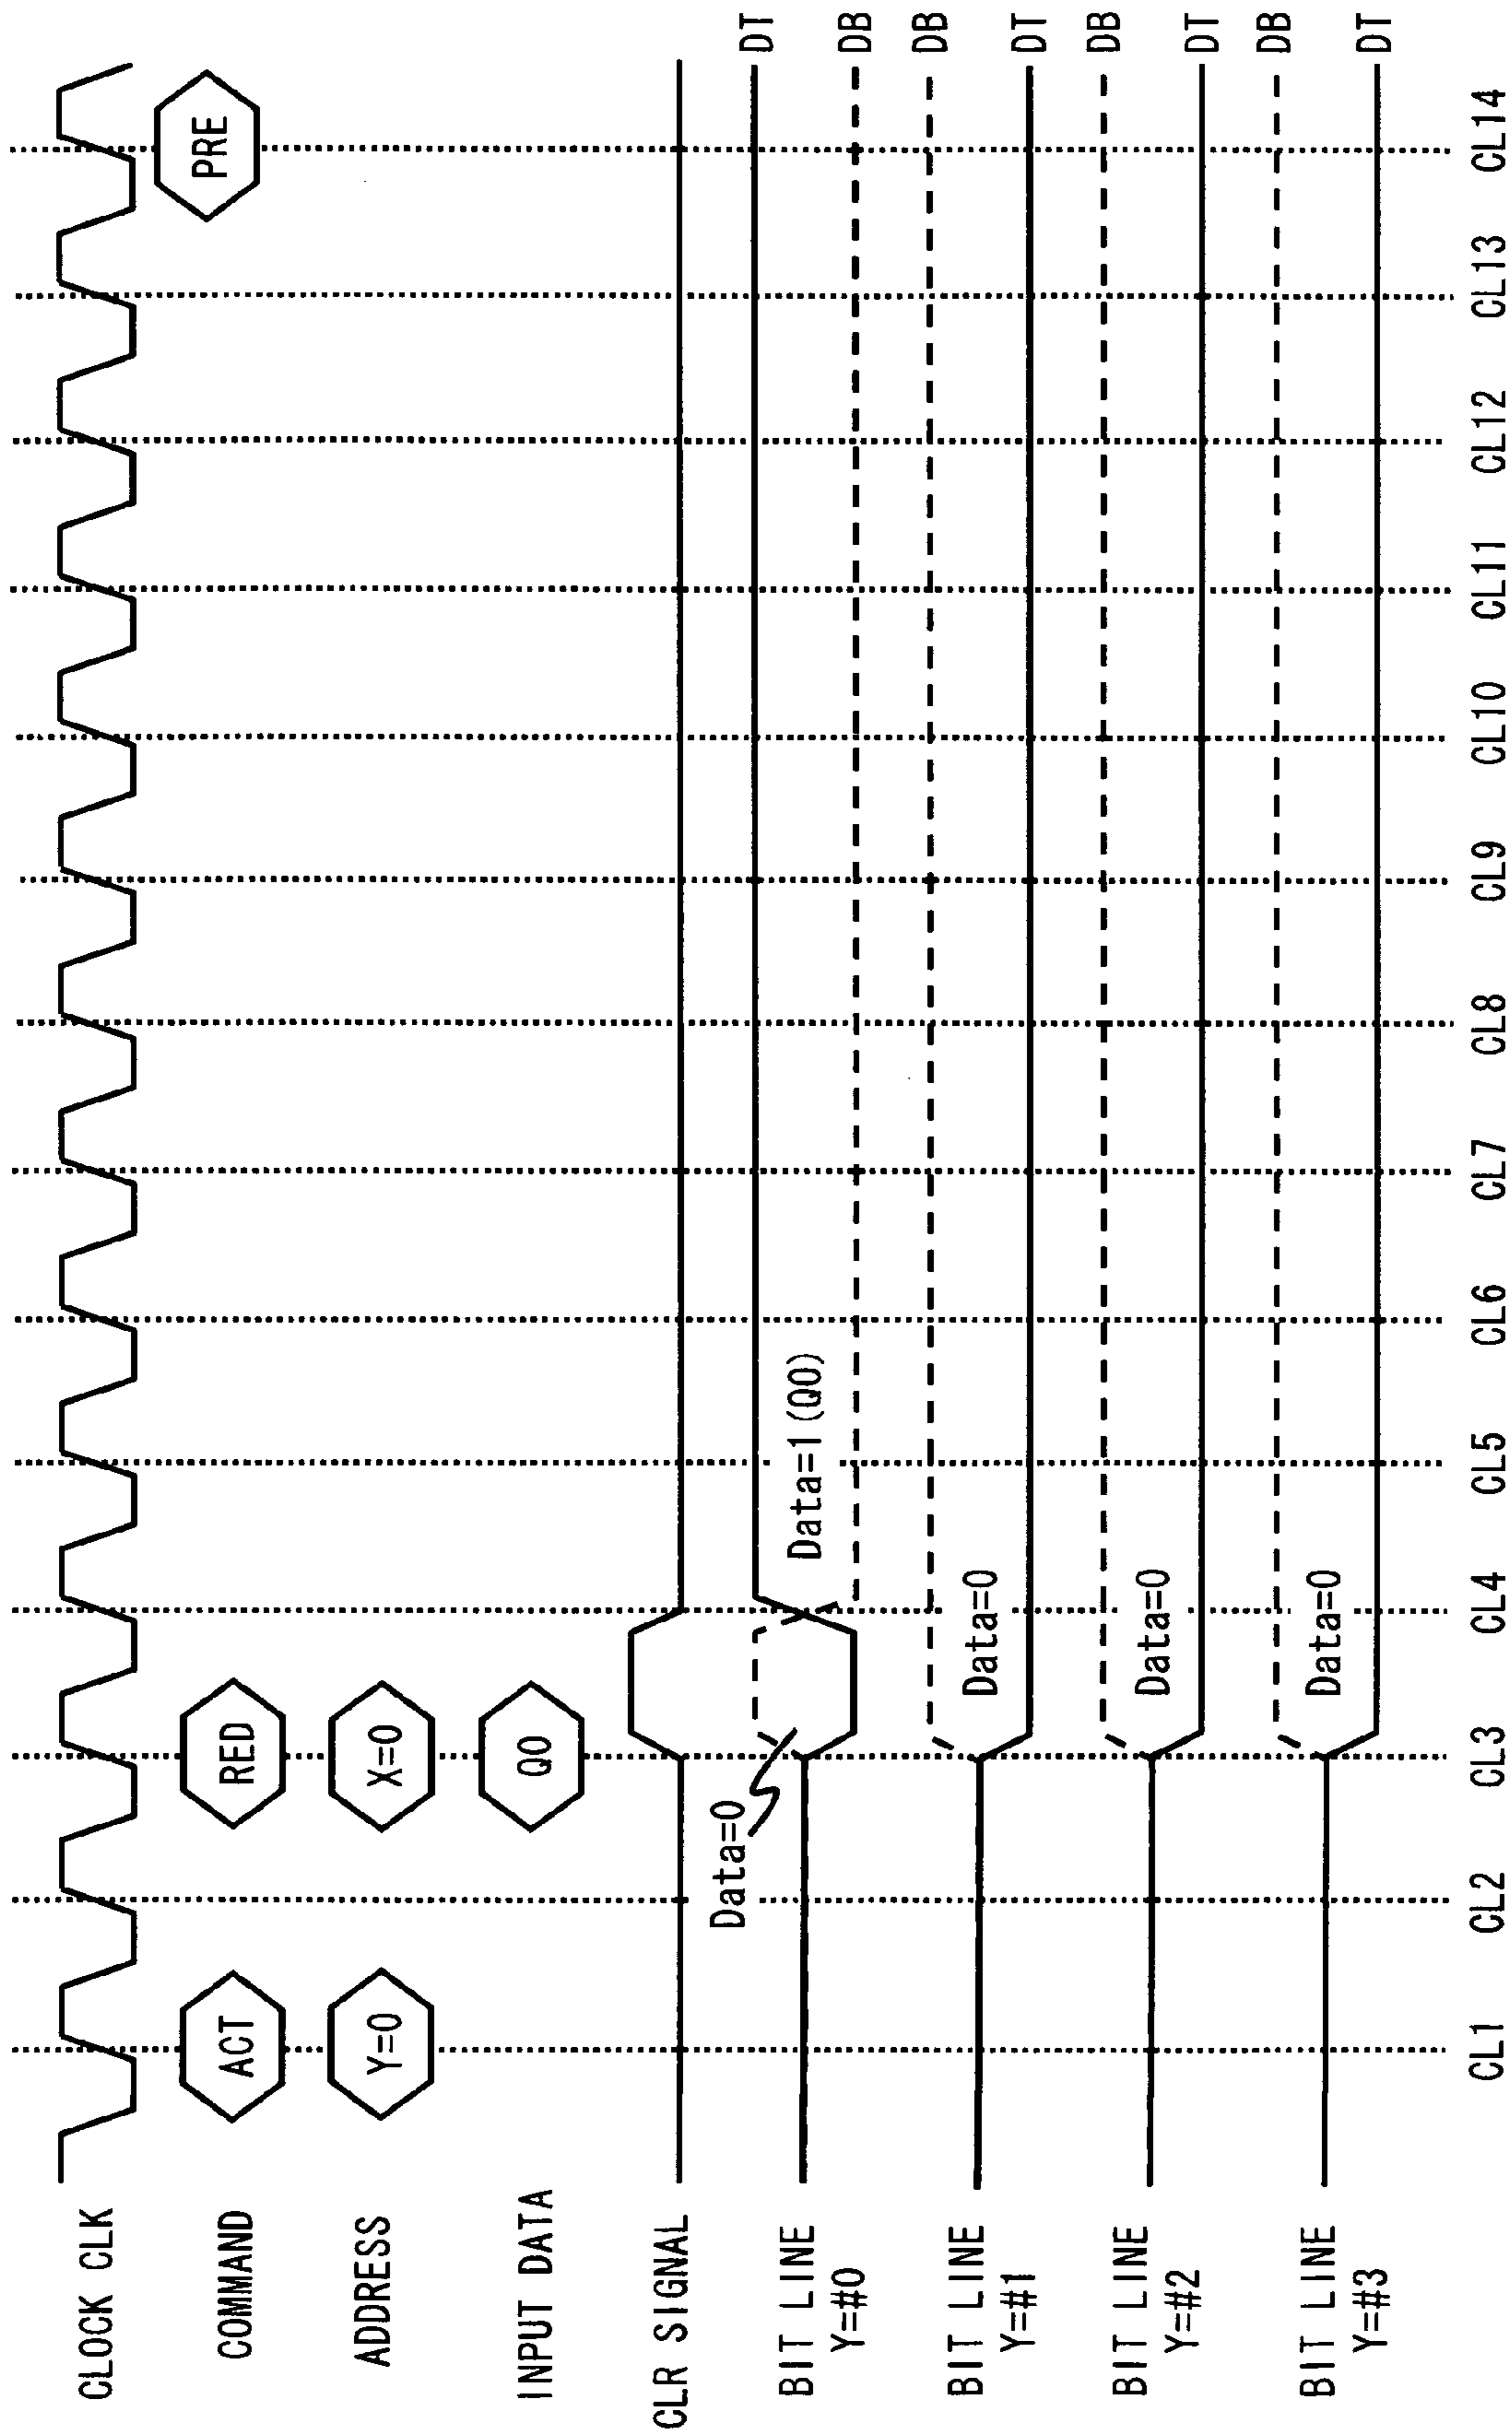 CLOCK CLK
COMMAND
ACT
RED
PRE
ADDRESS
Y=0
X=0
INPUT DATA
Q0
CLR SIGNAL
BIT LINE
Y=#0
Data=0
Data=1(Q0)
DT
DB
BIT LINE
Y=#1
Data=0
DB
DT
BIT LINE
Y=#2
Data=0
DB
DT
BIT LINE
Y=#3
Data=0
DB
DT
CL1 CL2 CL3 CL4 CL5 CL6 CL7 CL8 CL9 CL10 CL11 CL12 CL13 CL14